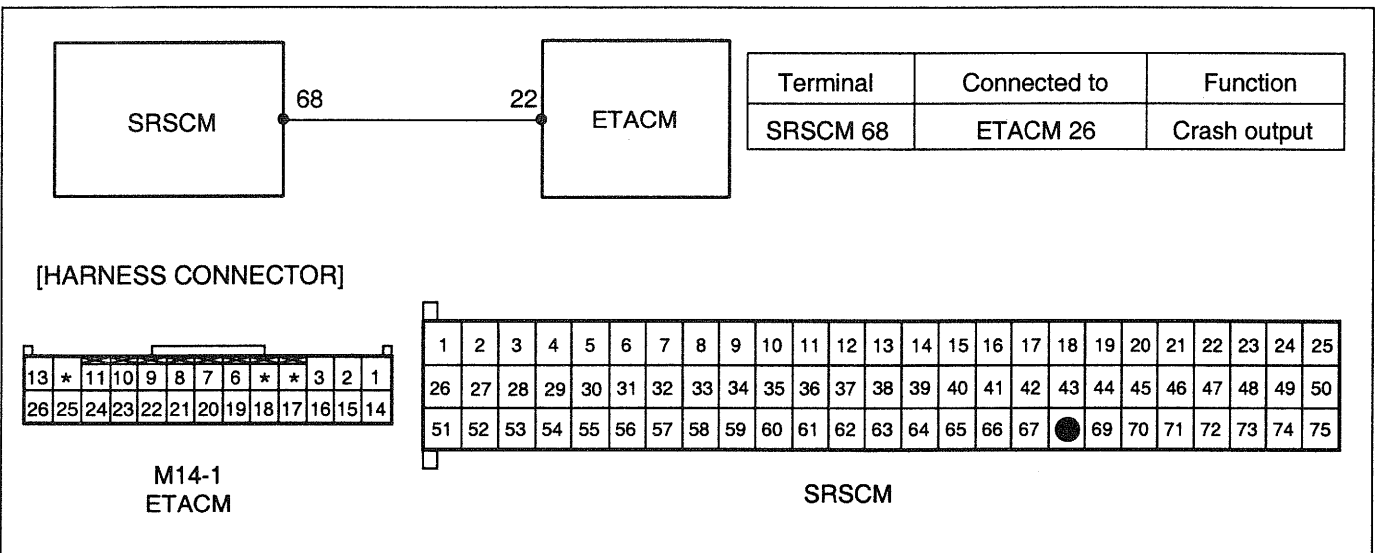 68 22
SRSCM ETACM
Terminal Connected to Function
SRSCM 68 ETACM 26 Crash output
[HARNESS CONNECTOR]
13 * 11 10 9 8 7 6 * * 3 2 1
26 25 24 23 22 21 20 19 18 17 16 15 14
M14-1
ETACM
1 2 3 4 5 6 7 8 9 10 11 12 13 14 15 16 17 18 19 20 21 22 23 24 25
26 27 28 29 30 31 32 33 34 35 36 37 38 39 40 41 42 43 44 45 46 47 48 49 50
51 52 53 54 55 56 57 58 59 60 61 62 63 64 65 66 67 69 70 71 72 73 74 75
SRSCM